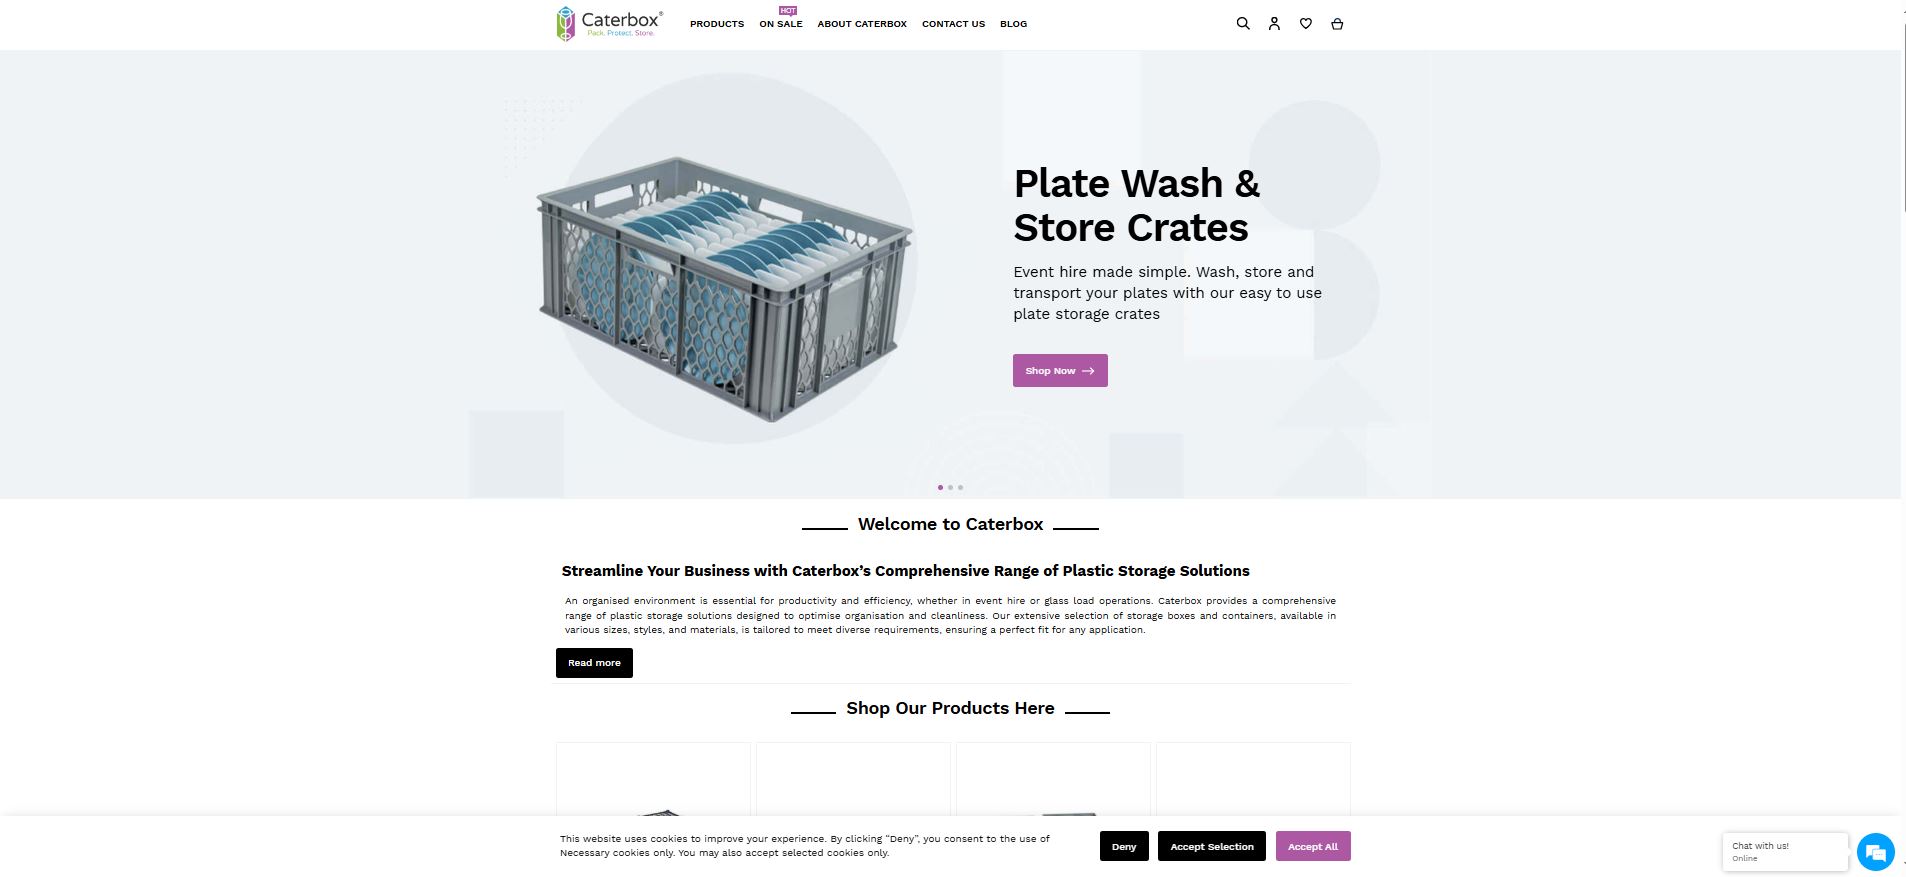 Caterbox®
Pack. Protect. Store.
PRODUCTS
HOT
ON SALE
ABOUT CATERBOX
CONTACT US
BLOG
Plate Wash &
Store Crates
Event hire made simple. Wash, store and
transport your plates with our easy to use
plate storage crates
Shop Now
Welcome to Caterbox
Streamline Your Business with Caterbox’s Comprehensive Range of Plastic Storage Solutions
An organised environment is essential for productivity and efficiency, whether in event hire or glass load operations. Caterbox provides a comprehensive
range of plastic storage solutions designed to optimise organisation and cleanliness. Our extensive selection of storage boxes and containers, available in
various sizes, styles, and materials, is tailored to meet diverse requirements, ensuring a perfect fit for any application.
Read more
Shop Our Products Here
This website uses cookies to improve your experience. By clicking “Deny”, you consent to the use of
Necessary cookies only. You may also accept selected cookies only.
Deny
Accept Selection
Accept All
Chat with us!
Online